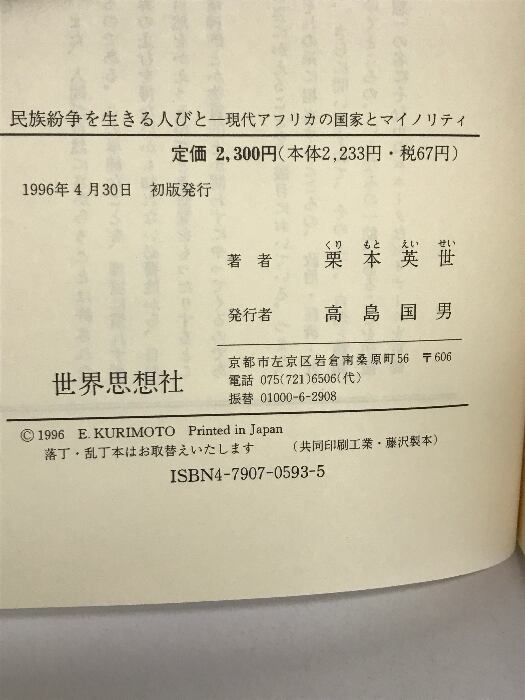 民族紛争を生きる人びと―現代アフリカの国家とマイノリティ
定価 2,300円(本体2,233円・税67円)
1996年4月30日 初版発行
著者 栗本英世
くり もと えい せい
発行者 高島国男
世界思想社
京都市左京区岩倉南桑原町56 〒606
電話 075(721)6506(代)
振替 01000-6-2908
© 1996 E. KURIMOTO Printed in Japan
落丁・乱丁本はお取替えいたします (共同印刷工業・藤沢製本)
ISBN4-7907-0593-5